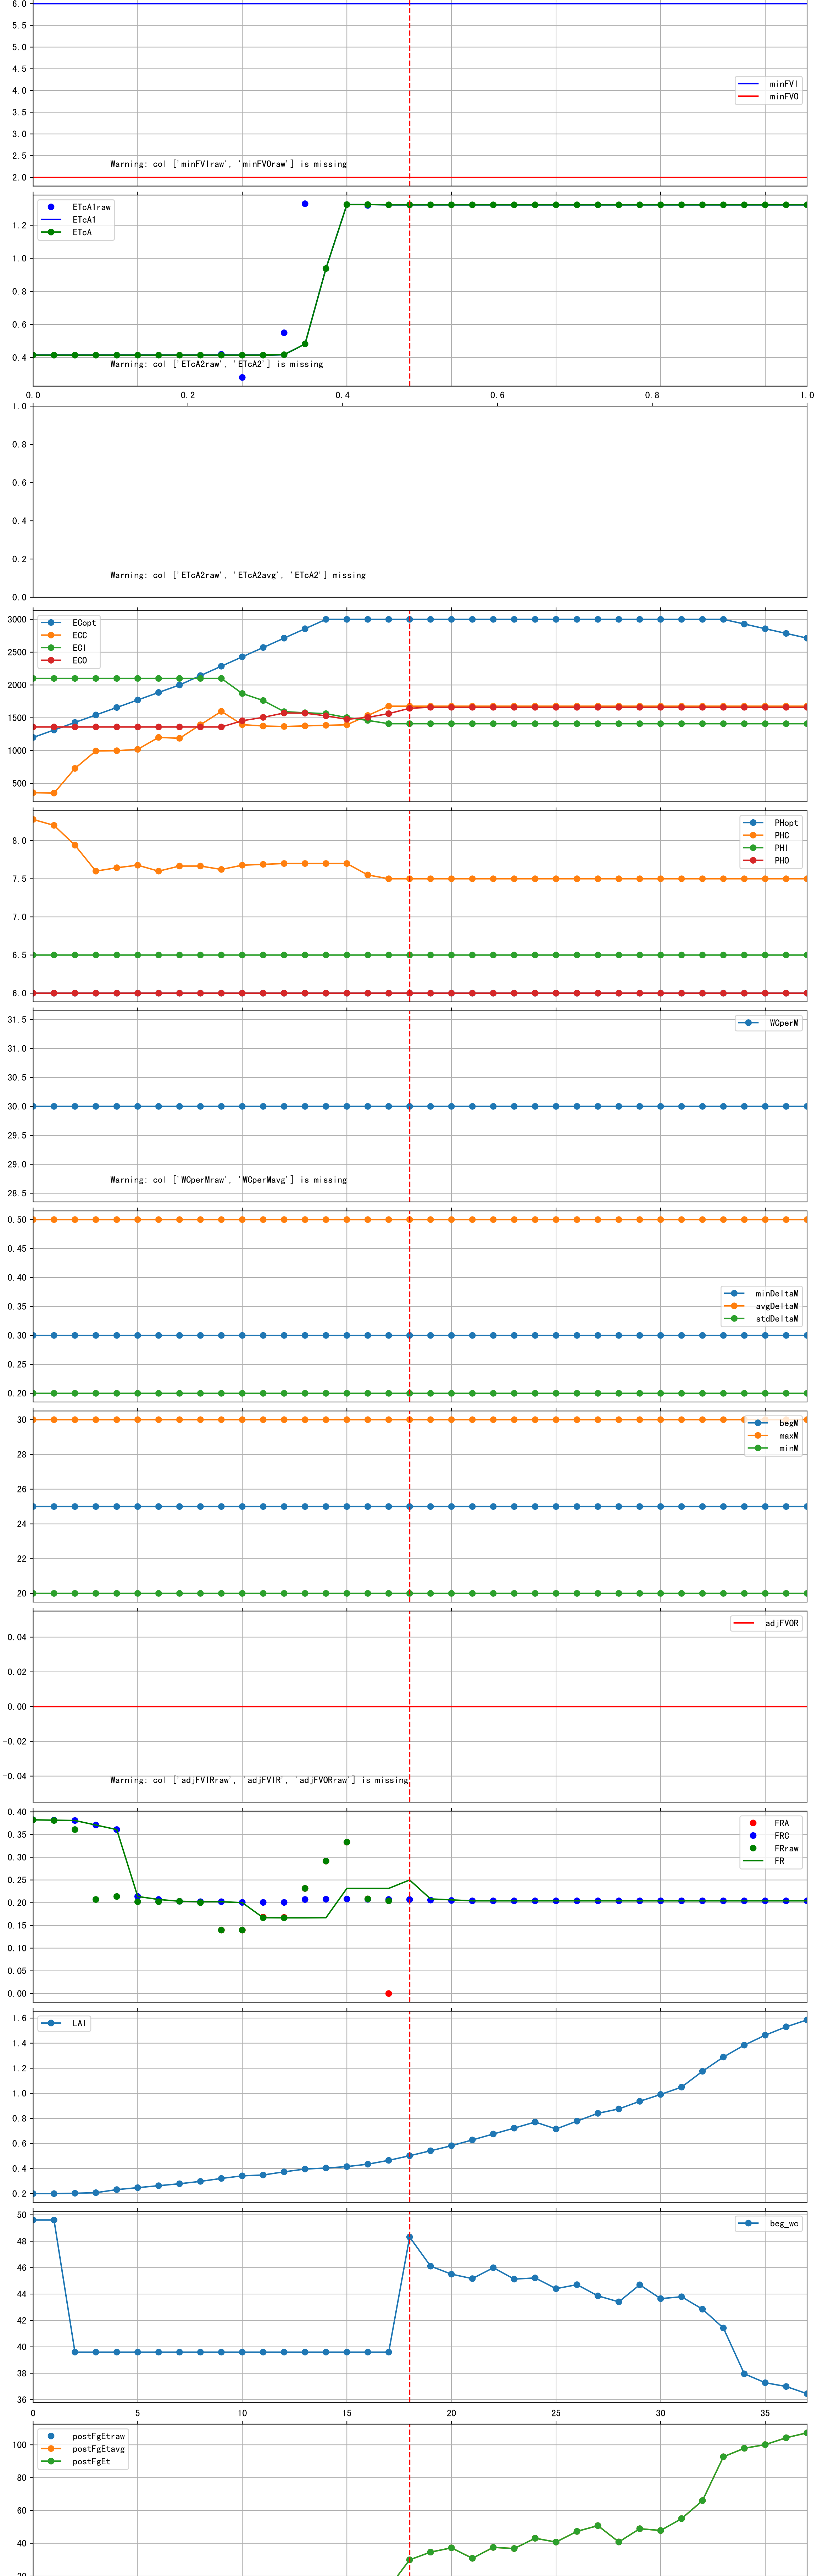 6.0
5.5
5.0
4.5
4.0
3.5
3.0
2.5
2.0
minFVI
minFVO
Warning: col ['minFVIraw', 'minFVOraw'] is missing
1.2
1.0
0.8
0.6
0.4
ETcA1raw
ETcA1
ETcA
Warning: col ['ETcA2raw', 'ETcA2'] is missing
0.0 0.2 0.4 0.6 0.8 1.0
1.0
0.8
0.6
0.4
0.2
0.0
Warning: col ['ETcA2raw', 'ETcA2avg', 'ETcA2'] missing
3000
2500
2000
1500
1000
500
ECopt
ECC
ECI
ECO
8.0
7.5
7.0
6.5
6.0
PHopt
PHC
PHI
PHO
31.5
31.0
30.5
30.0
29.5
29.0
28.5
WCperM
Warning: col ['WCperMraw', 'WCperMavg'] is missing
0.50
0.45
0.40
0.35
0.30
0.25
0.20
minDeltaM
avgDeltaM
stdDeltaM
30
28
26
24
22
20
begM
maxM
minM
0.04
0.02
0.00
-0.02
-0.04
adjFVOR
Warning: col ['adjFVIRraw', 'adjFVIR', 'adjFVORraw'] is missing
0.40
0.35
0.30
0.25
0.20
0.15
0.10
0.05
0.00
FRA
FRC
FRraw
FR
1.6
1.4
1.2
1.0
0.8
0.6
0.4
0.2
LAI
50
48
46
44
42
40
38
36
beg_wc
0 5 10 15 20 25 30 35
100
80
60
40
20
postFgEtraw
postFgEtavg
postFgEt